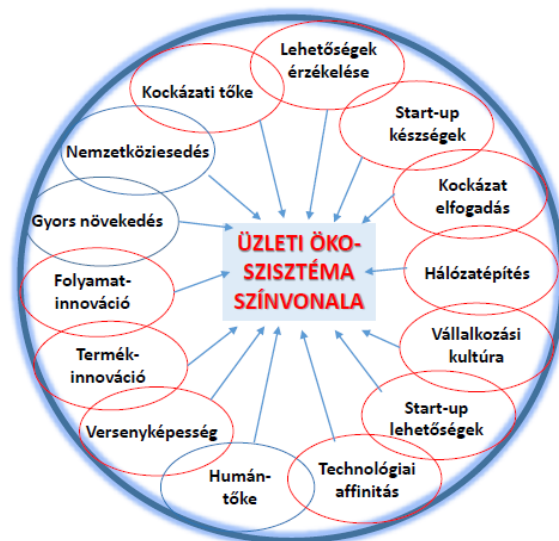 Lehetőségek
érzékelése
Start-up
készségek
Kockázat
elfogadás
Hálózatépítés
Vállalkozási
kultúra
Start-up
lehetőségek
Technológiai
affinitás
Humán-
tőke
Versenyképesség
Termék-
innováció
Folyamat-
innováció
Gyors növekedés
Nemzetköziesedés
Kockázati tőke
ÜZLETI ÖKO-
SZISZTÉMA
SZÍNVONALA